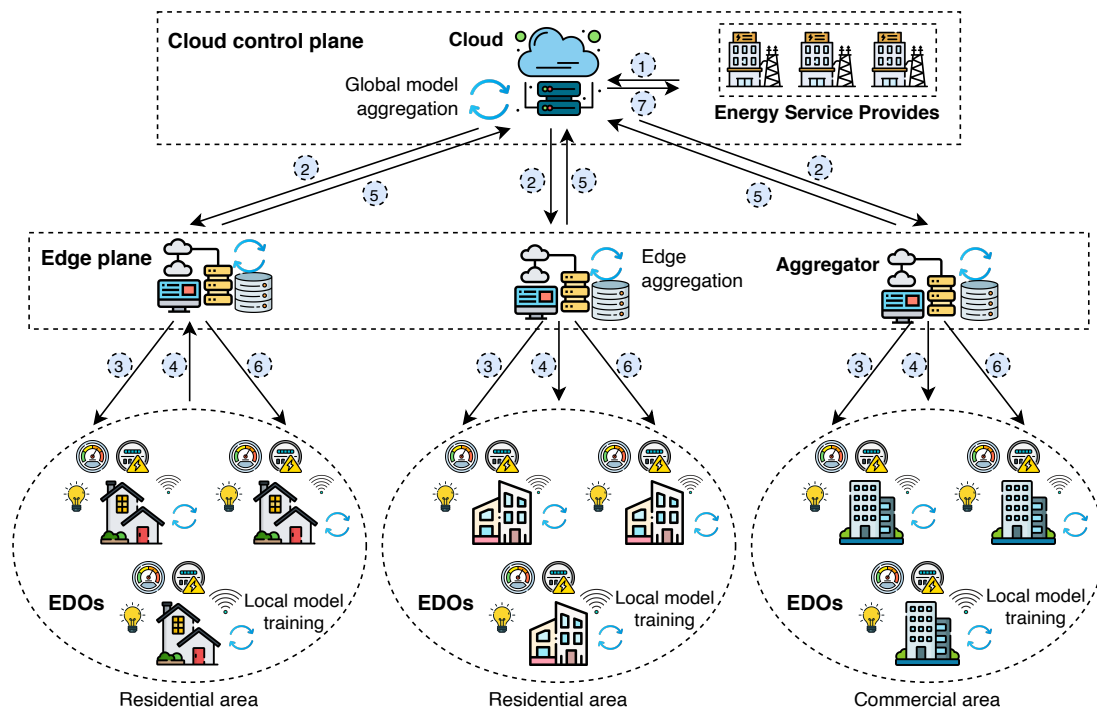 Cloud control plane
Cloud
Global model
aggregation
1
7
Energy Service Provides
2
5
2
5
2
5
Edge plane
Edge
aggregation
Aggregator
3
4
6
3
4
6
3
4
6
EDOs
Local model
training
EDOs
Local model
training
EDOs
Local model
training
Residential area
Residential area
Commercial area